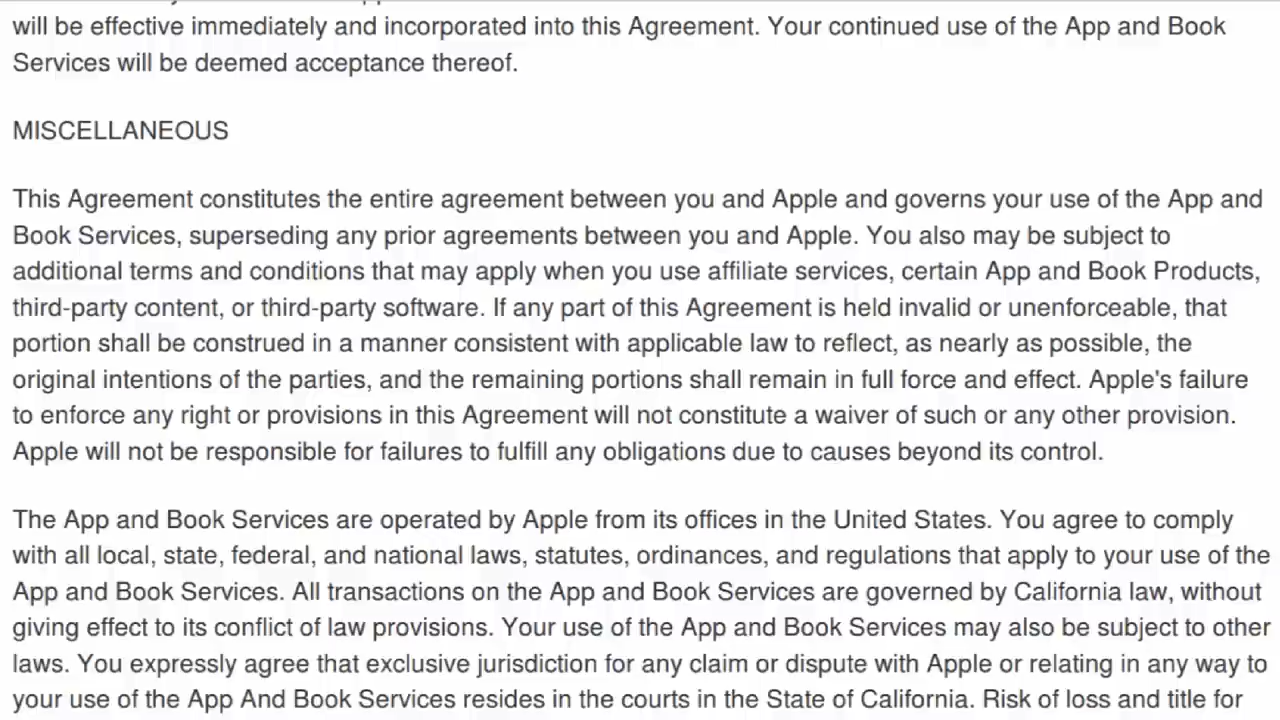 will be effective immediately and incorporated into this Agreement. Your continued use of the App and Book
Services will be deemed acceptance thereof.
MISCELLANEOUS
This Agreement constitutes the entire agreement between you and Apple and governs your use of the App and
Book Services, superseding any prior agreements between you and Apple. You also may be subject to
additional terms and conditions that may apply when you use affiliate services, certain App and Book Products,
third-party content, or third-party software. If any part of this Agreement is held invalid or unenforceable, that
portion shall be construed in a manner consistent with applicable law to reflect, as nearly as possible, the
original intentions of the parties, and the remaining portions shall remain in full force and effect. Apple's failure
to enforce any right or provisions in this Agreement will not constitute a waiver of such or any other provision.
Apple will not be responsible for failures to fulfill any obligations due to causes beyond its control.
The App and Book Services are operated by Apple from its offices in the United States. You agree to comply
with all local, state, federal, and national laws, statutes, ordinances, and regulations that apply to your use of the
App and Book Services. All transactions on the App and Book Services are governed by California law, without
giving effect to its conflict of law provisions. Your use of the App and Book Services may also be subject to other
laws. You expressly agree that exclusive jurisdiction for any claim or dispute with Apple or relating in any way to
your use of the App And Book Services resides in the courts in the State of California. Risk of loss and title for